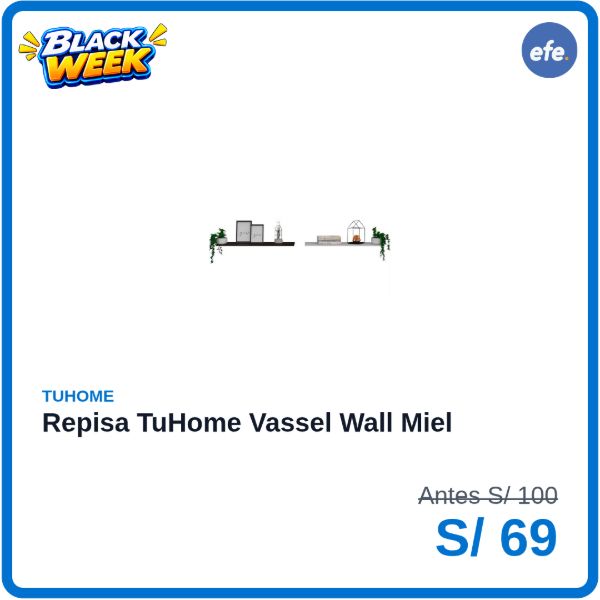 BLACK
WEEK
efe.
TUHOME
Repisa TuHome Vassel Wall Miel
Antes S/ 100
S/ 69